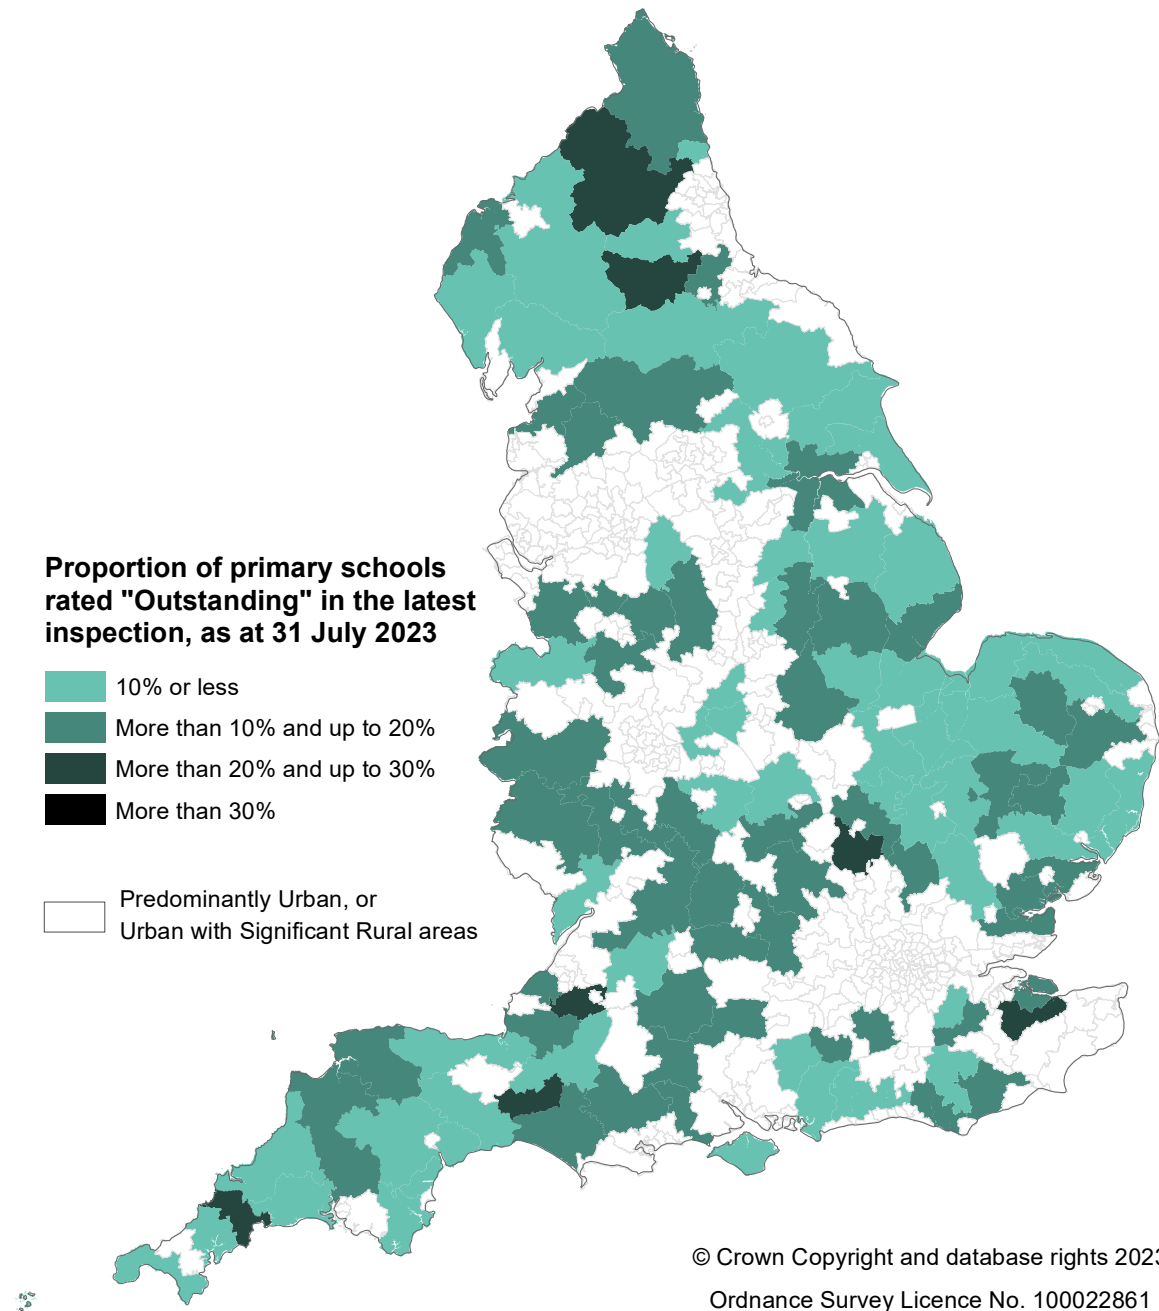 Proportion of primary schools
rated "Outstanding" in the latest
inspection, as at 31 July 2023
10% or less
More than 10% and up to 20%
More than 20% and up to 30%
More than 30%
Predominantly Urban, or
Urban with Significant Rural areas
© Crown Copyright and database rights 2023
Ordnance Survey Licence No. 100022861